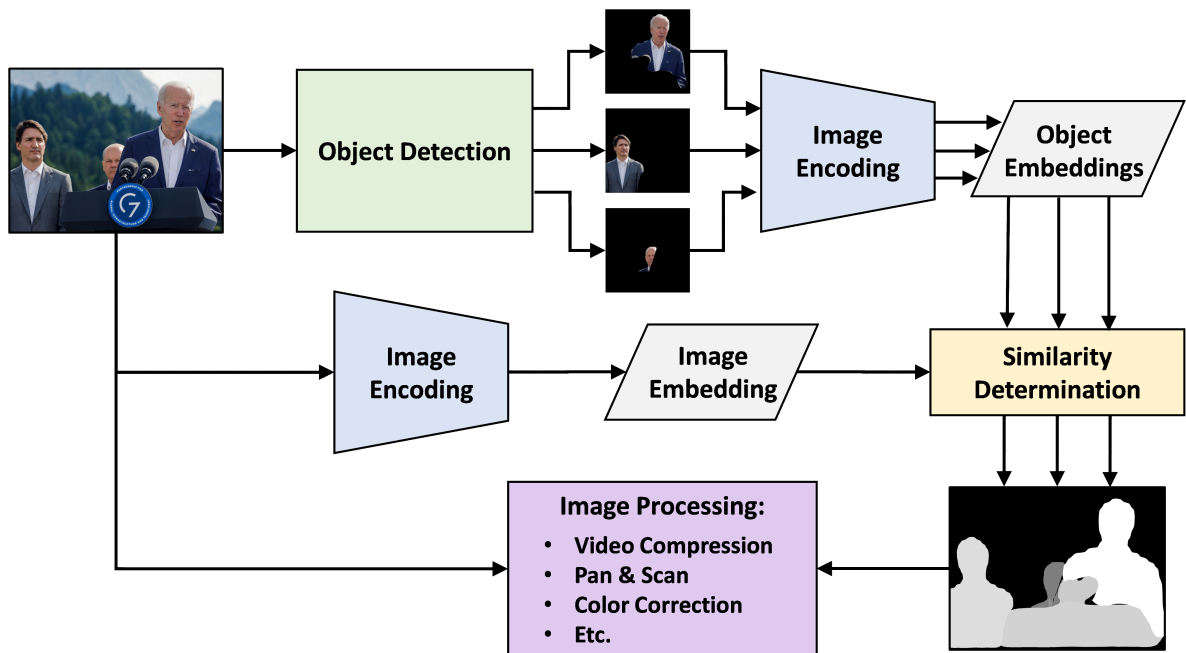 Object Detection
Image
Encoding
Object
Embeddings
Image
Encoding
Image
Embedding
Similarity
Determination
Image Processing:
• Video Compression
• Pan & Scan
• Color Correction
• Etc.
G7